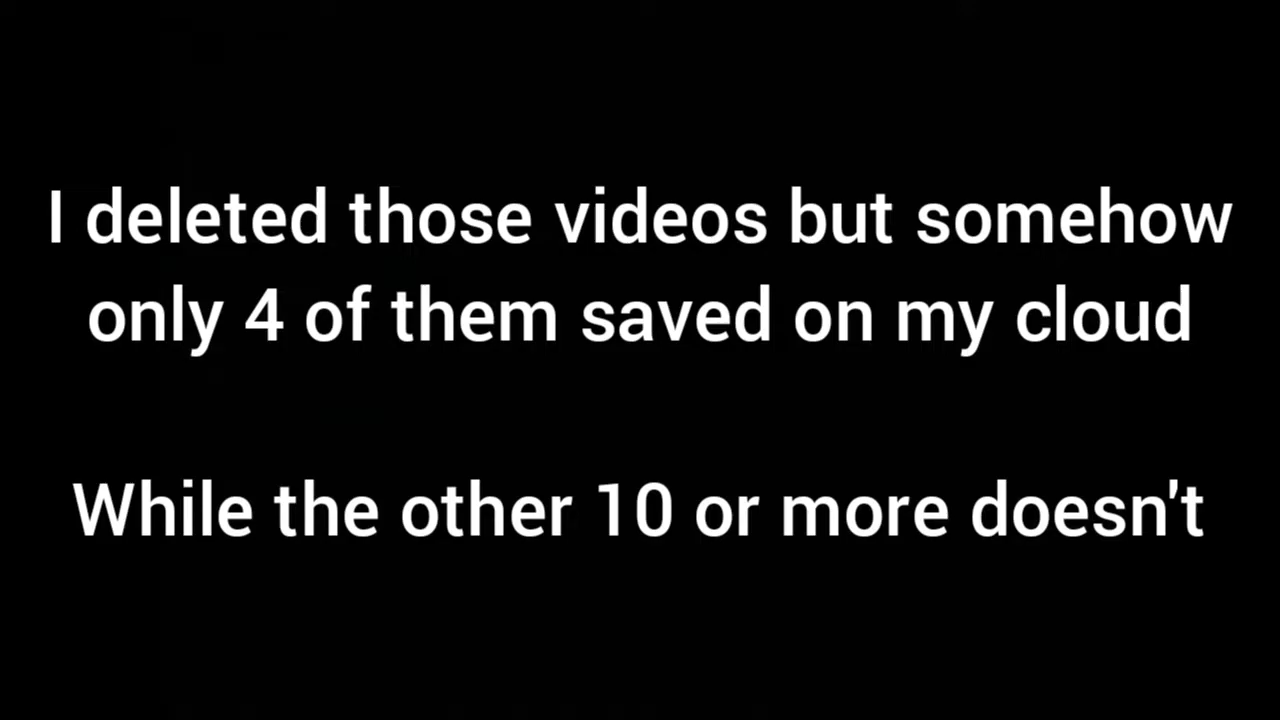 I deleted those videos but somehow
only 4 of them saved on my cloud
While the other 10 or more doesn't